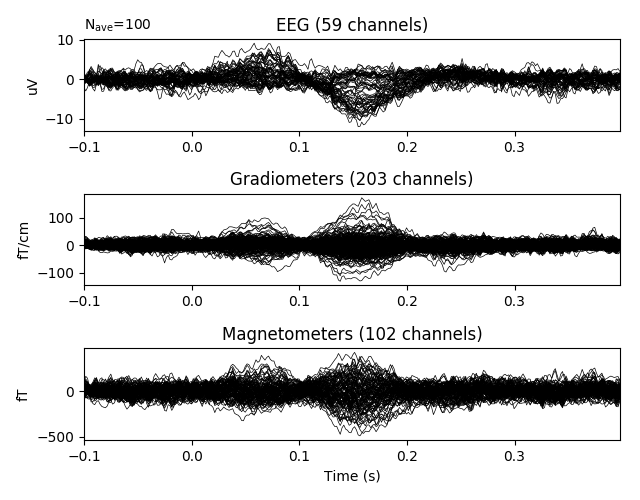 N_ave=100
EEG (59 channels)
10
0
−10
uV
−0.1 0.0 0.1 0.2 0.3
Gradiometers (203 channels)
100
0
−100
fT/cm
−0.1 0.0 0.1 0.2 0.3
Magnetometers (102 channels)
0
−500
fT
−0.1 0.0 0.1 0.2 0.3
Time (s)